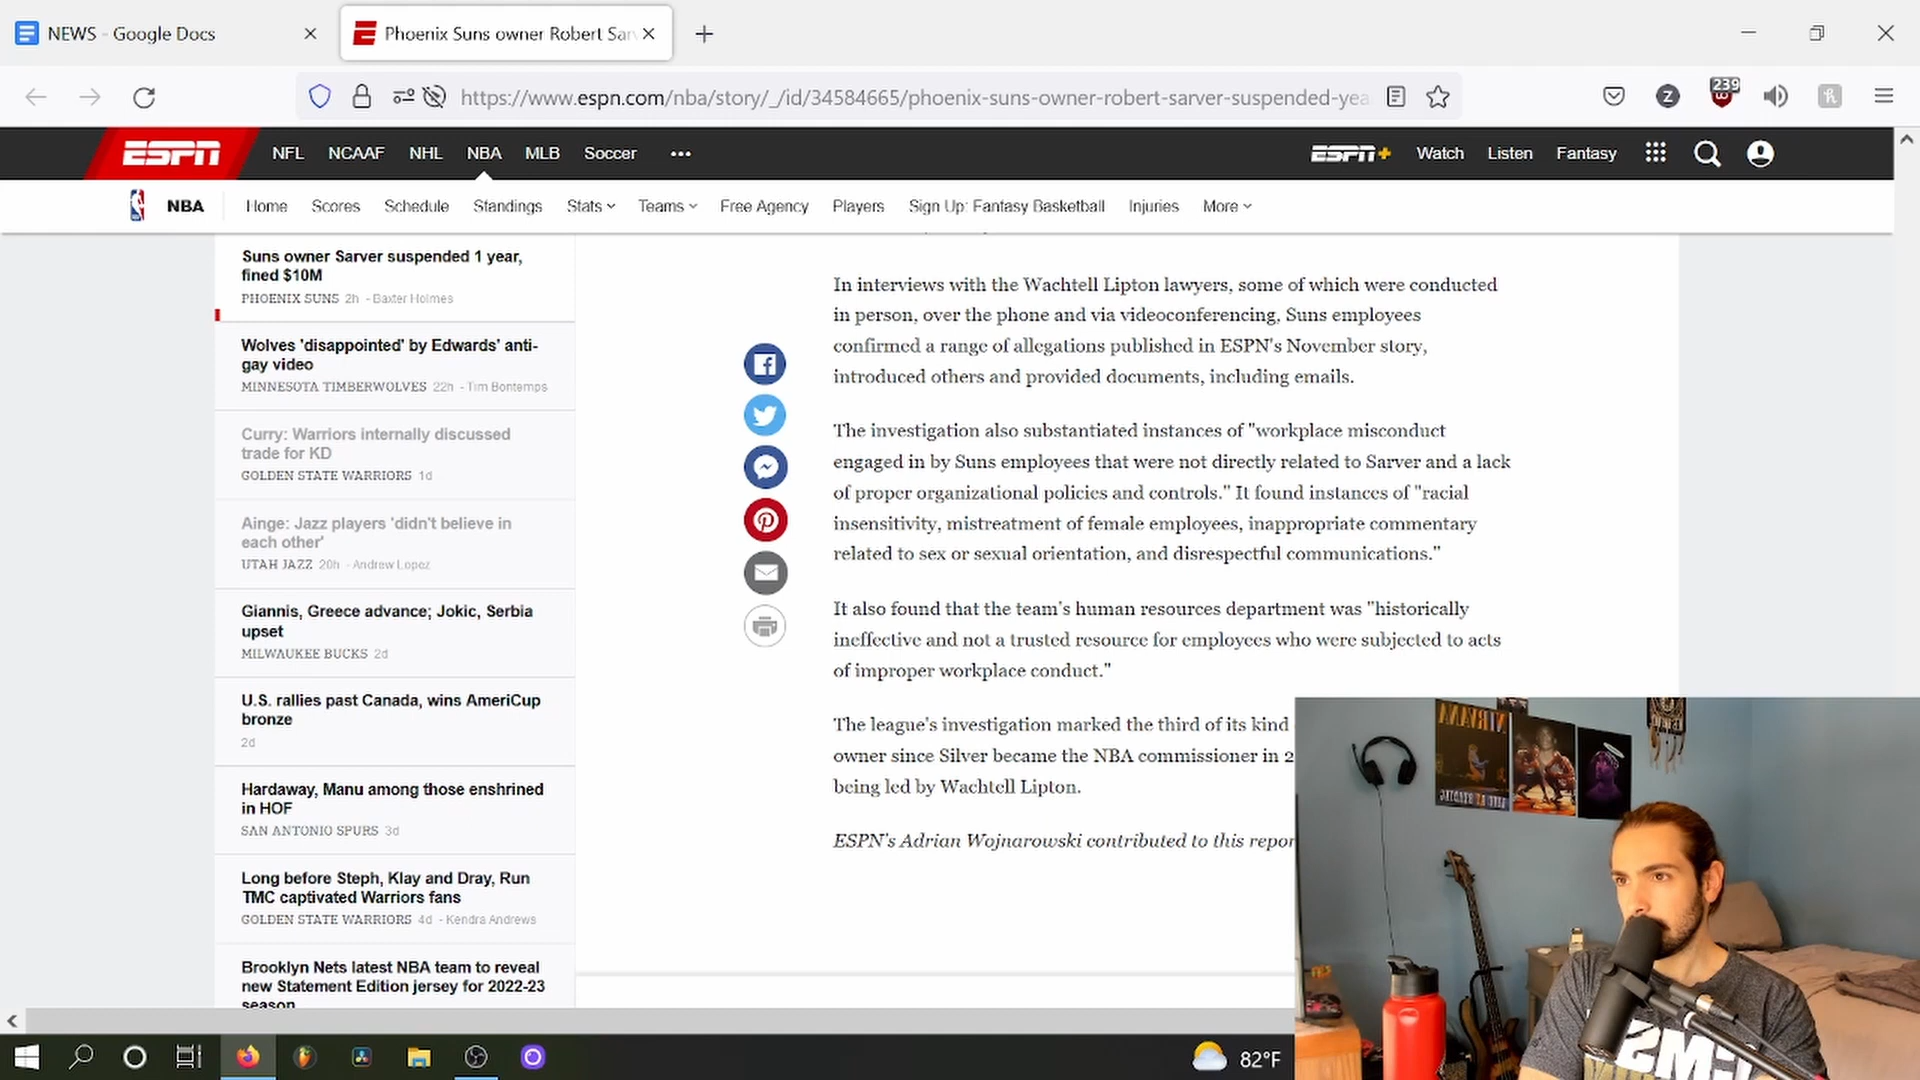 NEWS - Google Docs
Phoenix Suns owner Robert Sar
https://www.espn.com/nba/story/_/id/34584665/phoenix-suns-owner-robert-sarver-suspended-yea
Z
239
h
ESPN
NFL
NCAAF
NHL
NBA
MLB
Soccer
ESPN+
Watch
Listen
Fantasy
NBA
Home
Scores
Schedule
Standings
Stats
Teams
Free Agency
Players
Sign Up: Fantasy Basketball
Injuries
More
Suns owner Sarver suspended 1 year,
fined $10M
PHOENIX SUNS 2h - Baxter Holmes
Wolves 'disappointed' by Edwards' anti-
gay video
MINNESOTA TIMBERWOLVES 22h - Tim Bontemps
Curry: Warriors internally discussed
trade for KD
GOLDEN STATE WARRIORS 1d
Ainge: Jazz players 'didn't believe in
each other'
UTAH JAZZ 20h - Andrew Lopez
Giannis, Greece advance; Jokic, Serbia
upset
MILWAUKEE BUCKS 2d
U.S. rallies past Canada, wins AmeriCup
bronze
2d
Hardaway, Manu among those enshrined
in HOF
SAN ANTONIO SPURS 3d
Long before Steph, Klay and Dray, Run
TMC captivated Warriors fans
GOLDEN STATE WARRIORS 4d - Kendra Andrews
Brooklyn Nets latest NBA team to reveal
new Statement Edition jersey for 2022-23
season
In interviews with the Wachtell Lipton lawyers, some of which were conducted
in person, over the phone and via videoconferencing, Suns employees
confirmed a range of allegations published in ESPN's November story,
introduced others and provided documents, including emails.
The investigation also substantiated instances of "workplace misconduct
engaged in by Suns employees that were not directly related to Sarver and a lack
of proper organizational policies and controls." It found instances of "racial
insensitivity, mistreatment of female employees, inappropriate commentary
related to sex or sexual orientation, and disrespectful communications."
It also found that the team's human resources department was "historically
ineffective and not a trusted resource for employees who were subjected to acts
of improper workplace conduct."
The league's investigation marked the third of its kind
owner since Silver became the NBA commissioner in 2
being led by Wachtell Lipton.
ESPN's Adrian Wojnarowski contributed to this repor
NIRVANA
LIVE AT READING
82°F